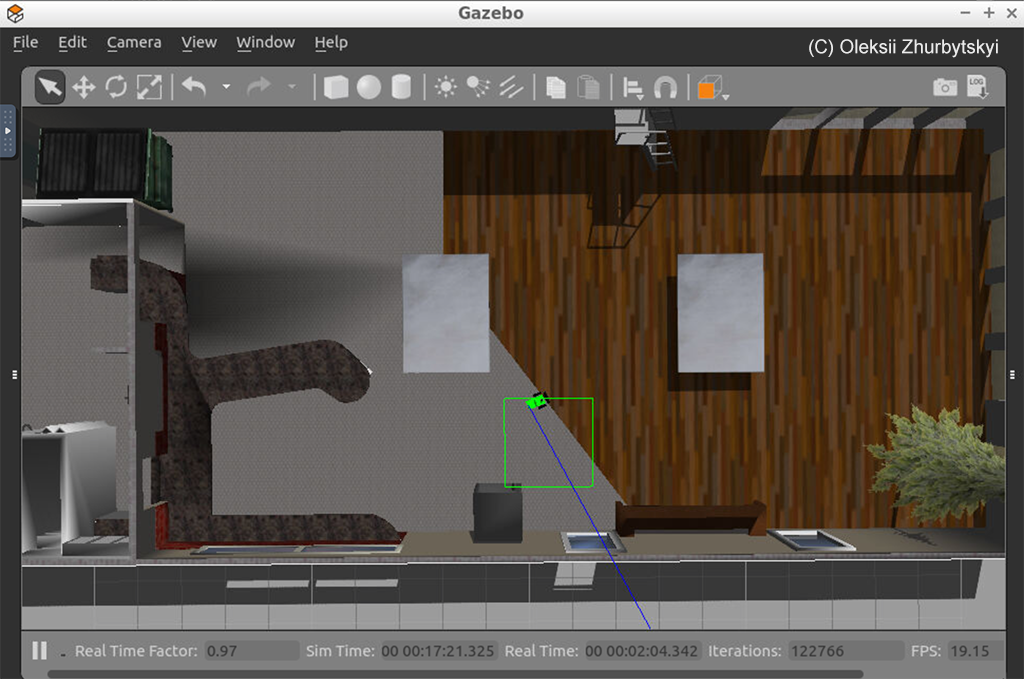 Gazebo
File Edit Camera View Window Help
(C) Oleksii Zhurbytskyi
LOG
Real Time Factor: 0.97 Sim Time: 00 00:17:21.325 Real Time: 00 00:02:04.342 Iterations: 122766 FPS: 19.15